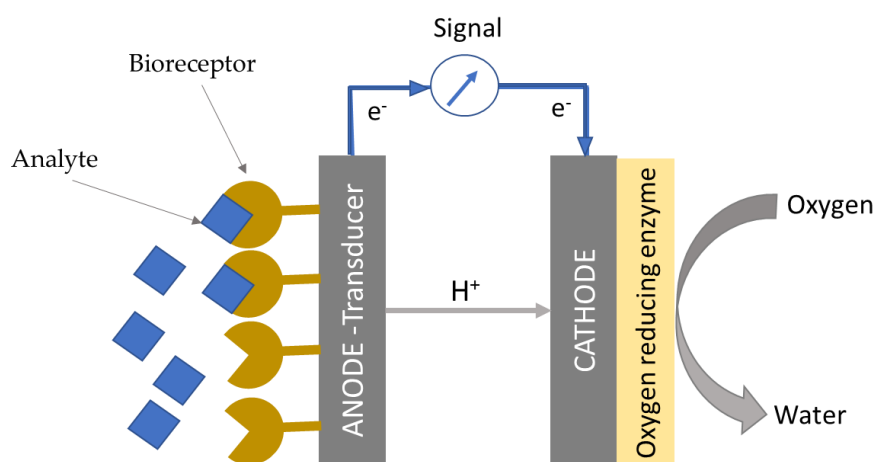 Signal
Bioreceptor
e-
e-
Analyte
ANODE -Transducer
H+
CATHODE
Oxygen reducing enzyme
Oxygen
Water